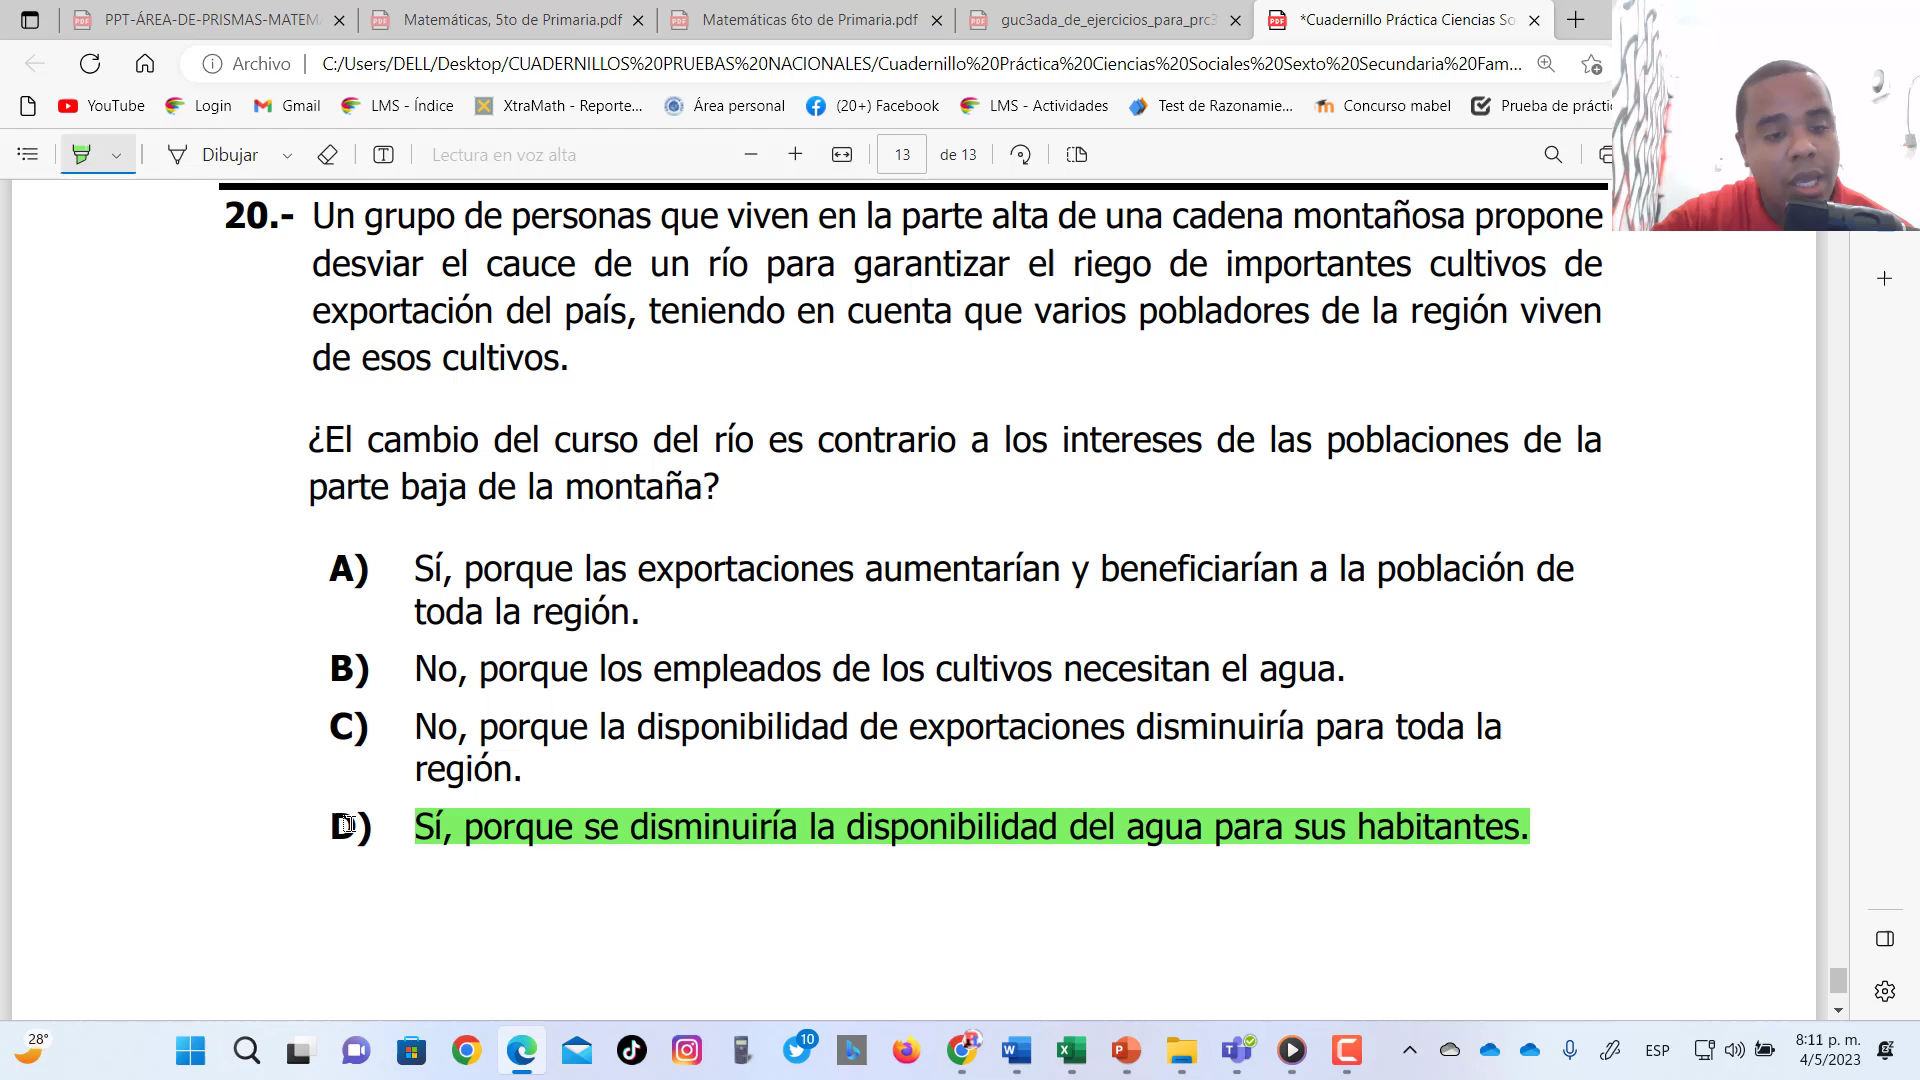 PPT-ÁREA-DE-PRISMAS-MATEM
Matemáticas, 5to de Primaria.pdf
Matemáticas 6to de Primaria.pdf
guc3ada_de_ejercicios_para_prc3
*Cuadernillo Práctica Ciencias So
Archivo
C:/Users/DELL/Desktop/CUADERNILLOS%20PRUEBAS%20NACIONALES/Cuadernillo%20Práctica%20Ciencias%20Sociales%20Sexto%20Secundaria%20Fam...
YouTube
Login
Gmail
LMS - Índice
XtraMath - Reporte...
Área personal
(20+) Facebook
LMS - Actividades
Test de Razonamie...
Concurso mabel
Prueba de prácti
Dibujar
Lectura en voz alta
13
de 13
20.- Un grupo de personas que viven en la parte alta de una cadena montañosa propone
desviar el cauce de un río para garantizar el riego de importantes cultivos de
exportación del país, teniendo en cuenta que varios pobladores de la región viven
de esos cultivos.
¿El cambio del curso del río es contrario a los intereses de las poblaciones de la
parte baja de la montaña?
A) Sí, porque las exportaciones aumentarían y beneficiarían a la población de
toda la región.
B) No, porque los empleados de los cultivos necesitan el agua.
C) No, porque la disponibilidad de exportaciones disminuiría para toda la
región.
D) Sí, porque se disminuiría la disponibilidad del agua para sus habitantes.
28°
10
ESP
8:11 p. m.
4/5/2023